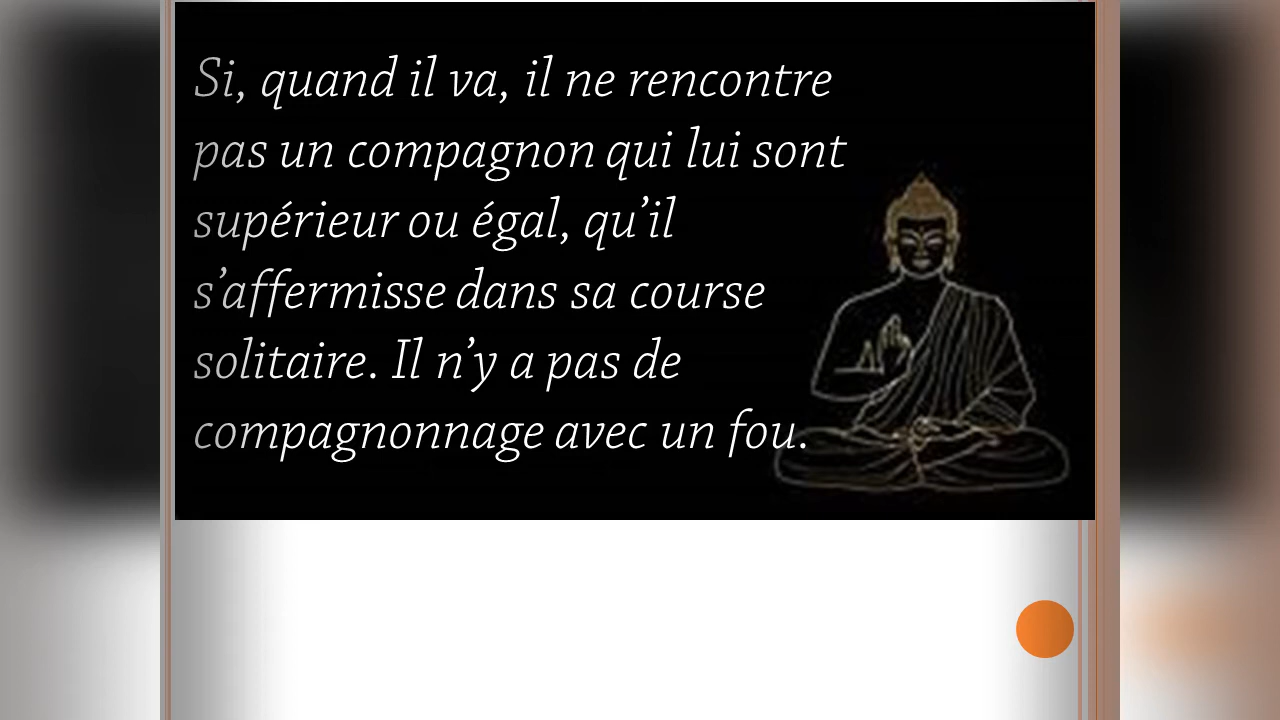 Si, quand il va, il ne rencontre
pas un compagnon qui lui sont
supérieur ou égal, qu’il
s’affermisse dans sa course
solitaire. Il n’y a pas de
compagnonnage avec un fou.